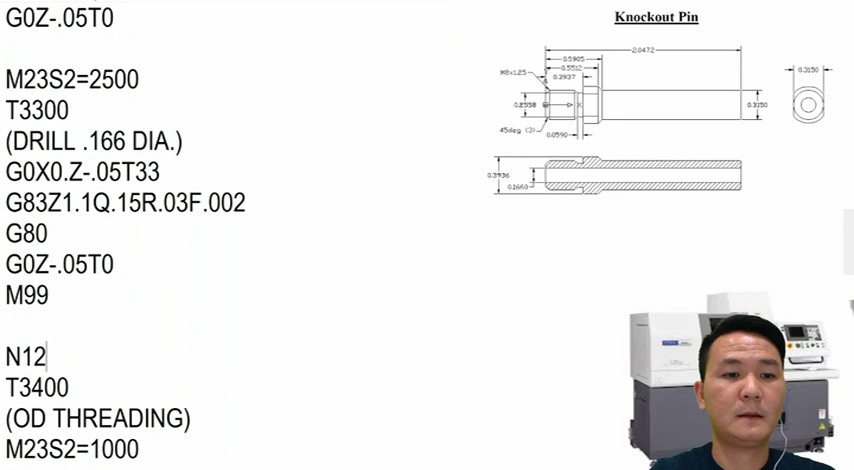 G0Z-.05T0
M23S2=2500
T3300
(DRILL .166 DIA.)
G0X0.Z-.05T33
G83Z1.1Q.15R.03F.002
G80
G0Z-.05T0
M99
N12
T3400
(OD THREADING)
M23S2=1000
Knockout Pin
2.0472
0.5905
0.5512
0.3937
M8x1.25
0.2558
X
0.3150
0.3150
45deg (3)
0.0590
0.3936
0.1660